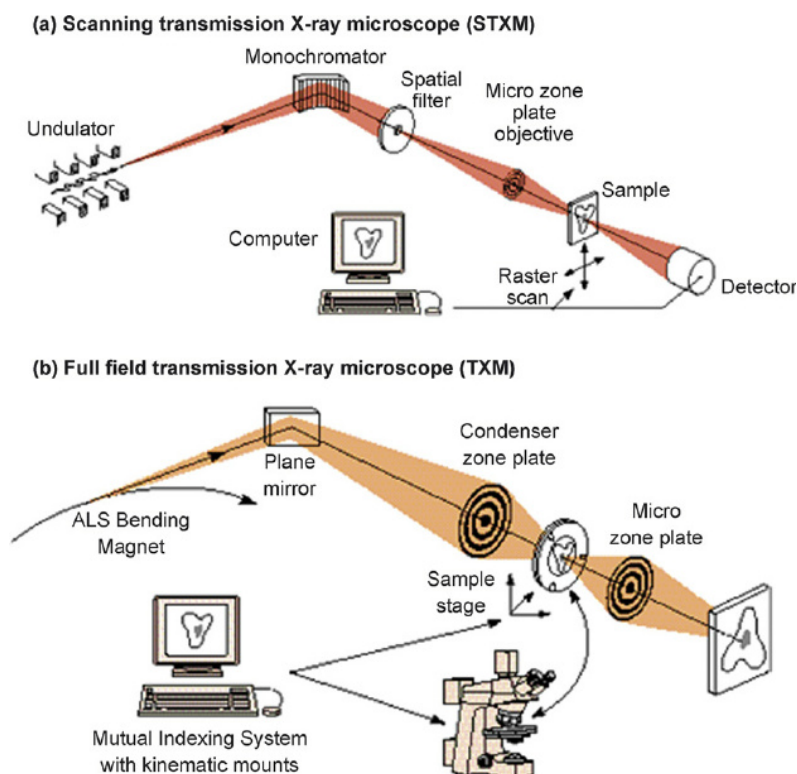 (a) Scanning transmission X-ray microscope (STXM)
Monochromator
Spatial
filter
Micro zone
plate
objective
Undulator
Sample
Computer
Raster
scan
Detector
(b) Full field transmission X-ray microscope (TXM)
Condenser
zone plate
Plane
mirror
ALS Bending
Magnet
Micro
zone plate
Sample
stage
Mutual Indexing System
with kinematic mounts